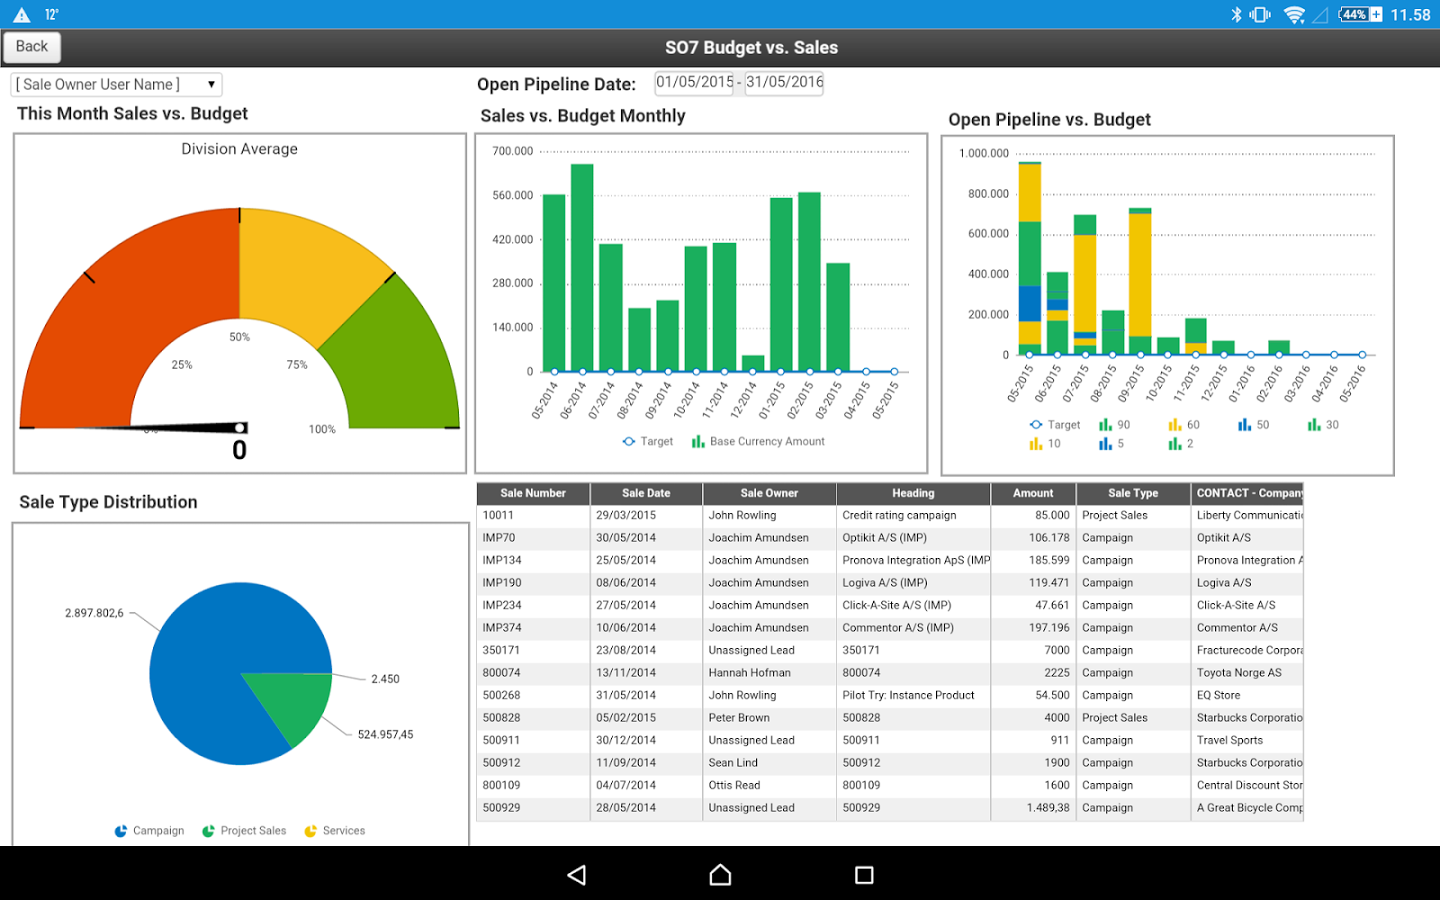 12°
44%
11.58
Back
SO7 Budget vs. Sales
[ Sale Owner User Name ]
Open Pipeline Date: 01/05/2015 - 31/05/2016
This Month Sales vs. Budget
Division Average
50%
25%
75%
0%
100%
0
Sales vs. Budget Monthly
700.000
560.000
420.000
280.000
140.000
0
05-2014 06-2014 07-2014 08-2014 09-2014 10-2014 11-2014 12-2014 01-2015 02-2015 03-2015 04-2015 05-2015
Target Base Currency Amount
Open Pipeline vs. Budget
1.000.000
800.000
600.000
400.000
200.000
0
05-2015 06-2015 07-2015 08-2015 09-2015 10-2015 11-2015 12-2015 01-2016 02-2016 03-2016 04-2016 05-2016
Target 90 60 50 30
10 5 2
Sale Type Distribution
2.897.802,6
2.450
524.957,45
Campaign Project Sales Services
Sale Number Sale Date Sale Owner Heading Amount Sale Type CONTACT - Company
10011 29/03/2015 John Rowling Credit rating campaign 85.000 Project Sales Liberty Communicati
IMP70 30/05/2014 Joachim Amundsen Optikit A/S (IMP) 106.178 Campaign Optikit A/S
IMP134 25/05/2014 Joachim Amundsen Pronova Integration ApS (IMP 185.599 Campaign Pronova Integration A
IMP190 08/06/2014 Joachim Amundsen Logiva A/S (IMP) 119.471 Campaign Logiva A/S
IMP234 27/05/2014 Joachim Amundsen Click-A-Site A/S (IMP) 47.661 Campaign Click-A-Site A/S
IMP374 10/06/2014 Joachim Amundsen Commentor A/S (IMP) 197.196 Campaign Commentor A/S
350171 23/08/2014 Unassigned Lead 350171 7000 Campaign Fracturecode Corpora
800074 13/11/2014 Hannah Hofman 800074 2225 Campaign Toyota Norge AS
500268 31/05/2014 John Rowling Pilot Try: Instance Product 54.500 Campaign EQ Store
500828 05/02/2015 Peter Brown 500828 4000 Project Sales Starbucks Corporatio
500911 30/12/2014 Unassigned Lead 500911 911 Campaign Travel Sports
500912 11/09/2014 Sean Lind 500912 1900 Campaign Starbucks Corporatio
800109 04/07/2014 Ottis Read 800109 1600 Campaign Central Discount Stor
500929 28/05/2014 Unassigned Lead 500929 1.489,38 Campaign A Great Bicycle Comp